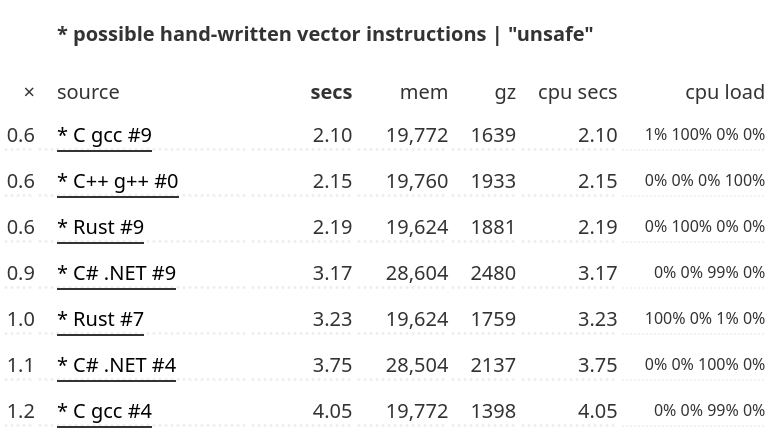 * possible hand-written vector instructions | "unsafe"
× source secs mem gz cpu secs cpu load
0.6 * C gcc #9 2.10 19,772 1639 2.10 1% 100% 0% 0%
0.6 * C++ g++ #0 2.15 19,760 1933 2.15 0% 0% 0% 100%
0.6 * Rust #9 2.19 19,624 1881 2.19 0% 100% 0% 0%
0.9 * C# .NET #9 3.17 28,604 2480 3.17 0% 0% 99% 0%
1.0 * Rust #7 3.23 19,624 1759 3.23 100% 0% 1% 0%
1.1 * C# .NET #4 3.75 28,504 2137 3.75 0% 0% 100% 0%
1.2 * C gcc #4 4.05 19,772 1398 4.05 0% 0% 99% 0%